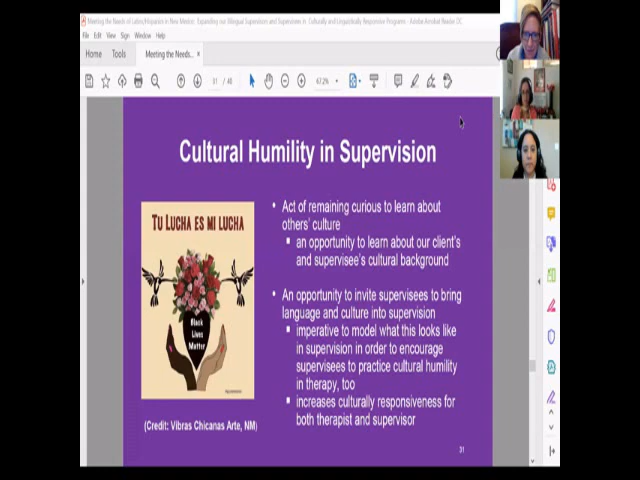 Meeting the Needs of Latinx/Hispanics in New Mexico: Expanding our Bilingual Supervision and Supervisees in Culturally and Linguistically Responsive Programs - Adobe Acrobat Reader DC
File Edit View Sign Window Help
Home Tools Meeting the Needs... ×
31 / 40 67.2%
Cultural Humility in Supervision
TU LUCHA ES MI LUCHA
Black
Lives
Matter
(Credit: Vibras Chicanas Arte, NM)
• Act of remaining curious to learn about
others' culture
▪ an opportunity to learn about our client's
and supervisee's cultural background
• An opportunity to invite supervisees to bring
language and culture into supervision
▪ imperative to model what this looks like
in supervision in order to encourage
supervisees to practice cultural humility
in therapy, too
▪ increases culturally responsiveness for
both therapist and supervisor
31